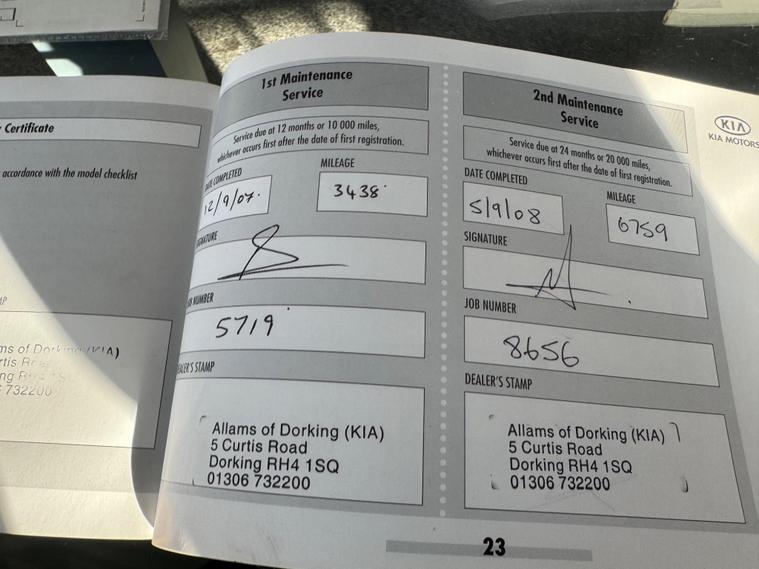 Certificate
accordance with the model checklist
of Dorking (KIA)
732200
1st Maintenance
Service
Service due at 12 months or 10 000 miles,
whichever occurs first after the date of first registration.
DATE COMPLETED
MILEAGE
12/9/07.
3438
SIGNATURE
JOB NUMBER
5719
DEALER'S STAMP
Allams of Dorking (KIA)
5 Curtis Road
Dorking RH4 1SQ
01306 732200
2nd Maintenance
Service
Service due at 24 months or 20 000 miles,
whichever occurs first after the date of first registration.
DATE COMPLETED
MILEAGE
5/9/08
6759
SIGNATURE
JOB NUMBER
8656
DEALER'S STAMP
Allams of Dorking (KIA)
5 Curtis Road
Dorking RH4 1SQ
01306 732200
KIA
KIA MOTORS
23